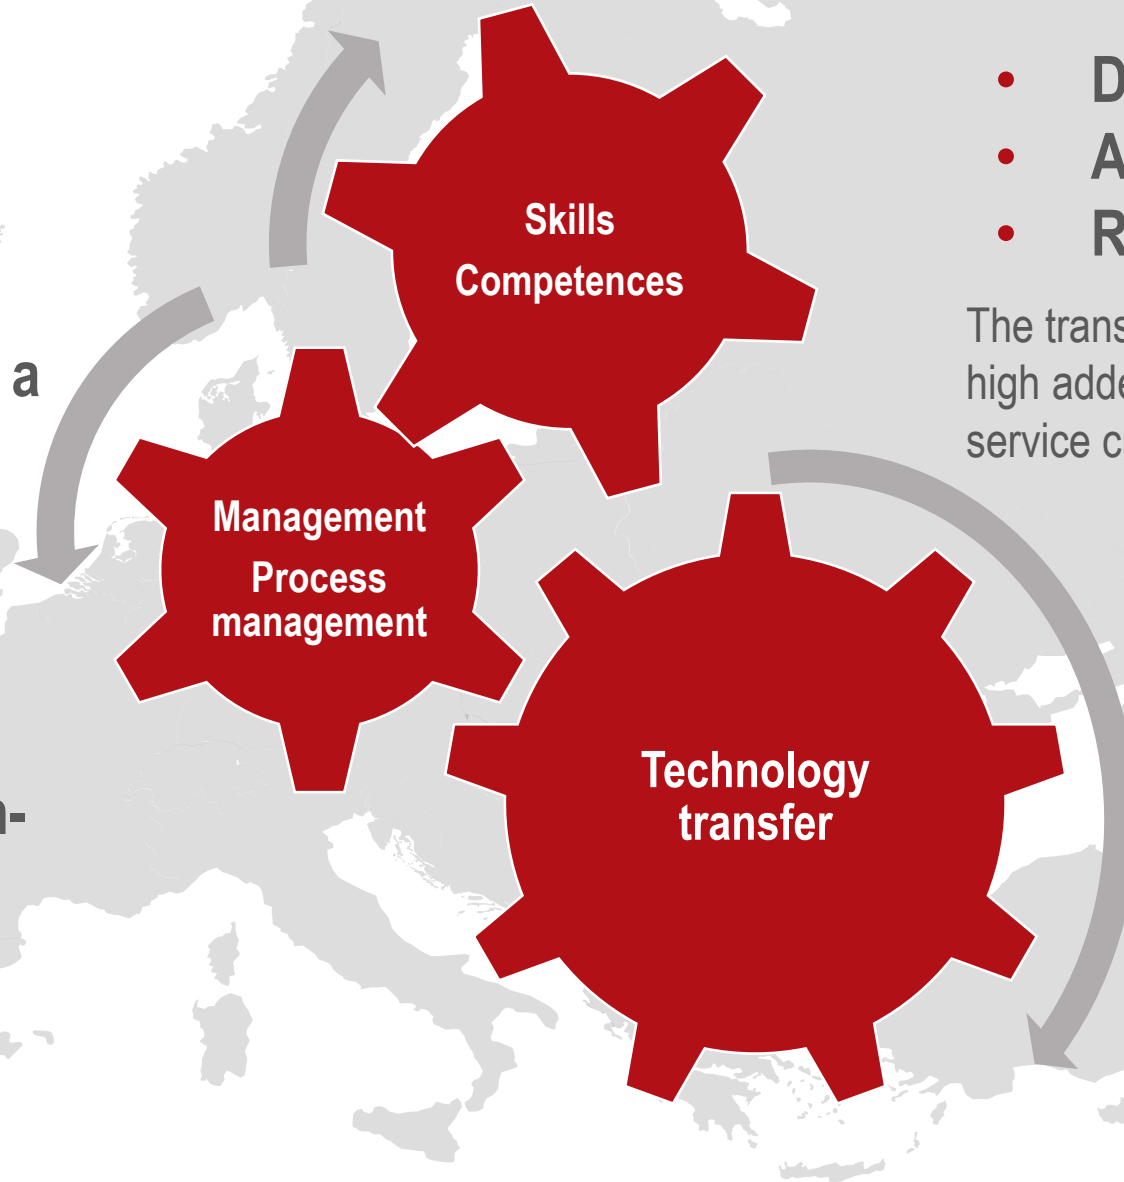 D
A
R
The trans
high adde
service c
a
n-
Skills
Competences
Management
Process
management
Technology
transfer